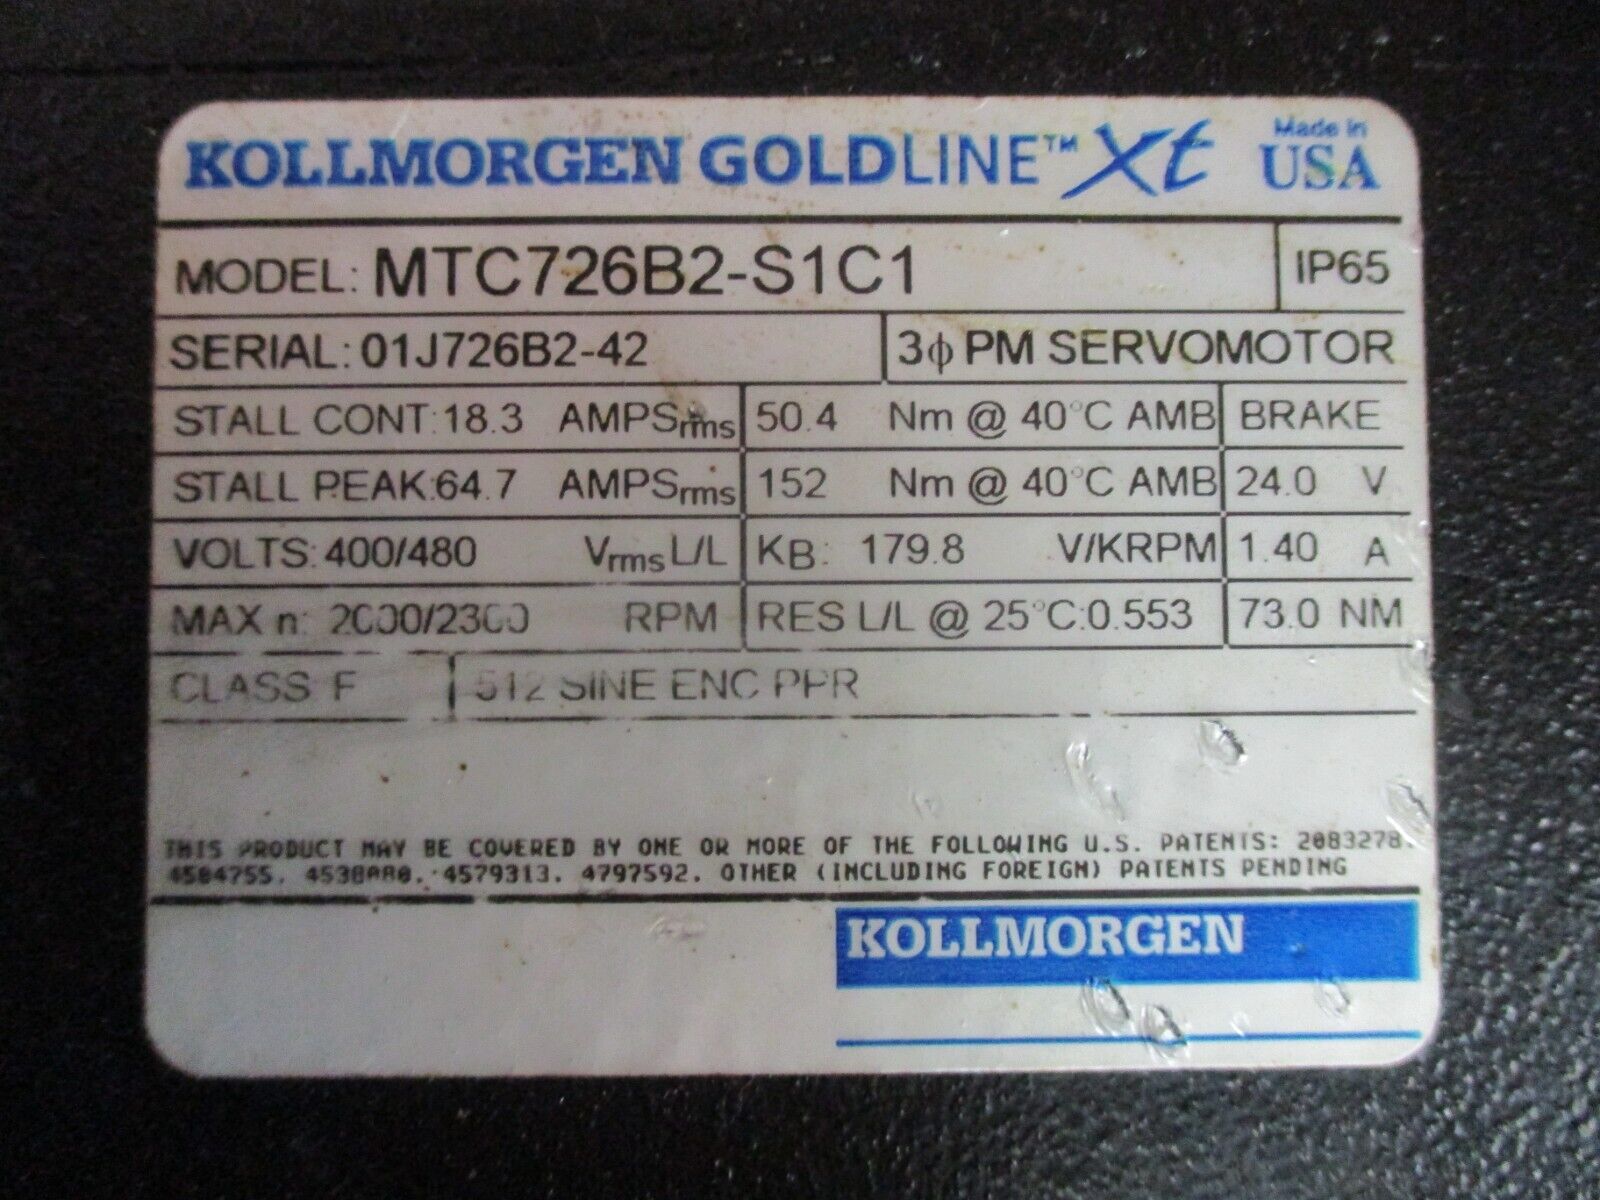 KOLLMORGEN GOLDLINE™ Xt Made in USA
MODEL: MTC726B2-S1C1 IP65
SERIAL: 01J726B2-42 3ϕ PM SERVOMOTOR
STALL CONT: 18.3 AMPSrms 50.4 Nm @ 40°C AMB BRAKE
STALL PEAK: 64.7 AMPSrms 152 Nm @ 40°C AMB 24.0 V
VOLTS: 400/480 Vrms L/L KB: 179.8 V/KRPM 1.40 A
MAX n: 2000/2300 RPM RES L/L @ 25°C: 0.553 73.0 NM
CLASS F 512 SINE ENC PPR
THIS PRODUCT MAY BE COVERED BY ONE OR MORE OF THE FOLLOWING U.S. PATENTS: 2083278,
4504755, 4579313, 4797592, OTHER (INCLUDING FOREIGN) PATENTS PENDING
KOLLMORGEN